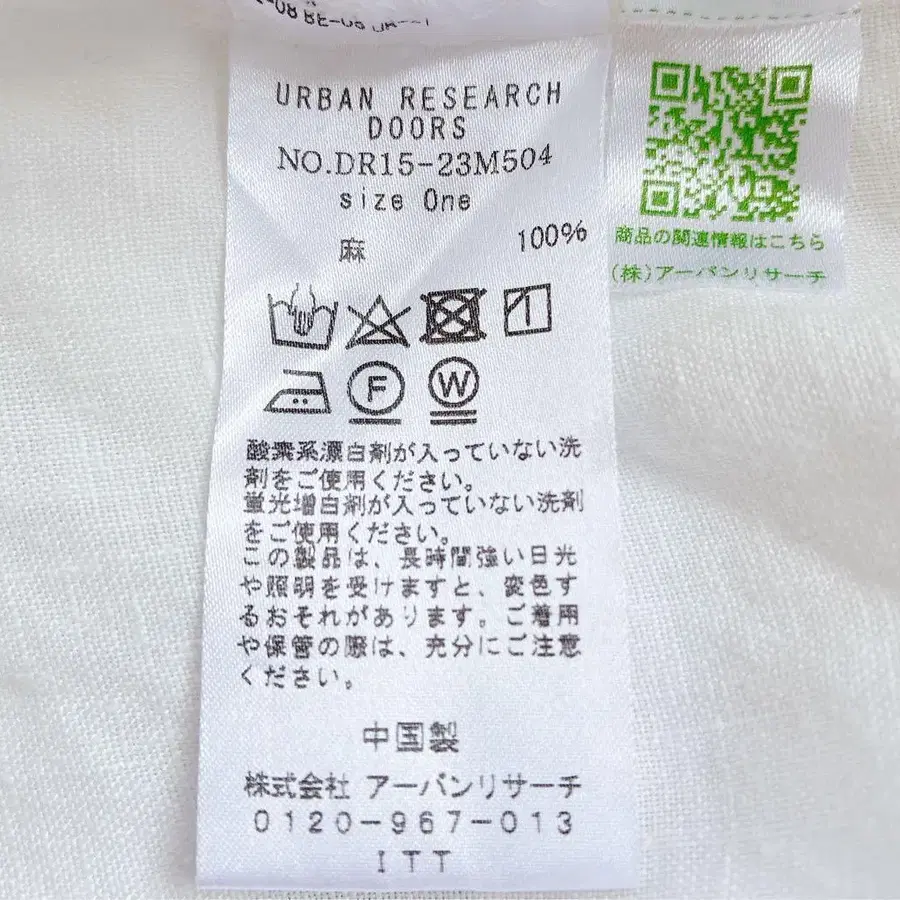 URBAN RESEARCH
DOORS
NO.DR15-23M504
size One
麻 100%
F W
酸素系漂白剤が入っていない洗
剤をご使用ください。
蛍光増白剤が入っていない洗剤
をご使用ください。
この製品は、長時間強い日光
や照明を受けますと、変色す
るおそれがあります。ご着用
や保管の際は、充分にご注意
ください。
中国製
株式会社 アーバンリサーチ
0120-967-013
ITT
商品の関連情報はこちら
(株)アーバンリサーチ